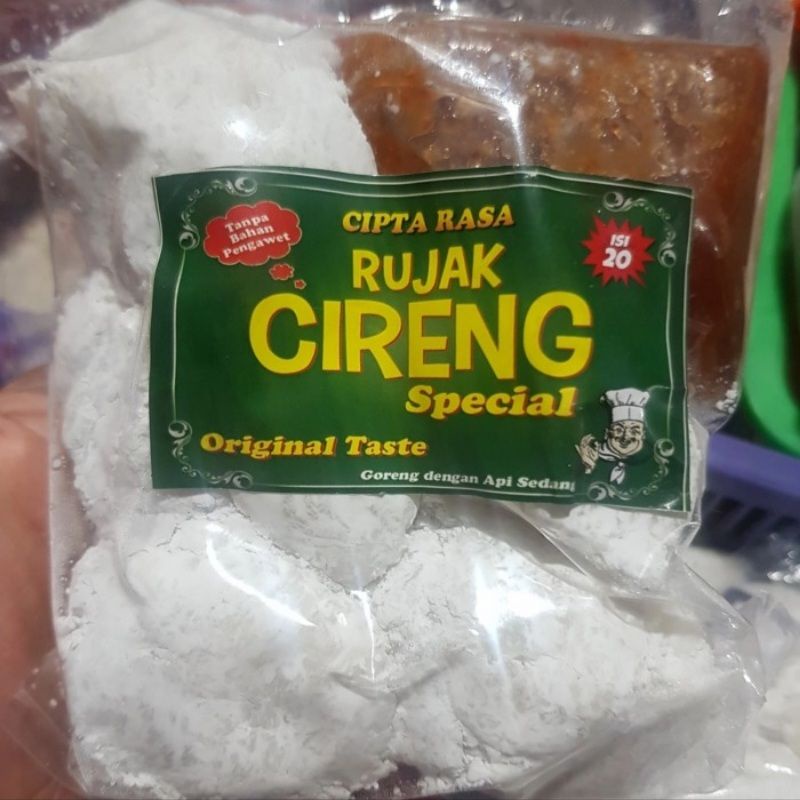 CIPTA RASA
Tanpa
Bahan
Pengawet
ISI
20
RUJAK
CIRENG
Special
Original Taste
Goreng dengan Api Sedang